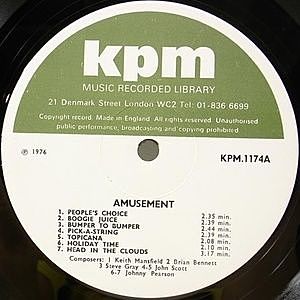 kpm
MUSIC RECORDED LIBRARY
21 Denmark Street London WC2 Tel: 01-836 6699
Copyright record. Made in England. All rights reserved. Unauthorised
public performance, broadcasting and copying prohibited
℗ 1976
KPM.1174A
AMUSEMENT
1. PEOPLE'S CHOICE 2.35 min.
2. BOOGIE JUICE 2.39 min.
3. BUMPER TO BUMPER 2.09 min.
4. PICK-A-STRING 2.44 min.
5. TOPICANA 2.39 min.
6. HOLIDAY TIME 2.08 min.
7. HEAD IN THE CLOUDS 2.10 min.
3.17 min.
Composers: 1 Keith Mansfield 2 Brian Bennett
3 Steve Gray 4-5 John Scott
6-7 Johnny Pearson